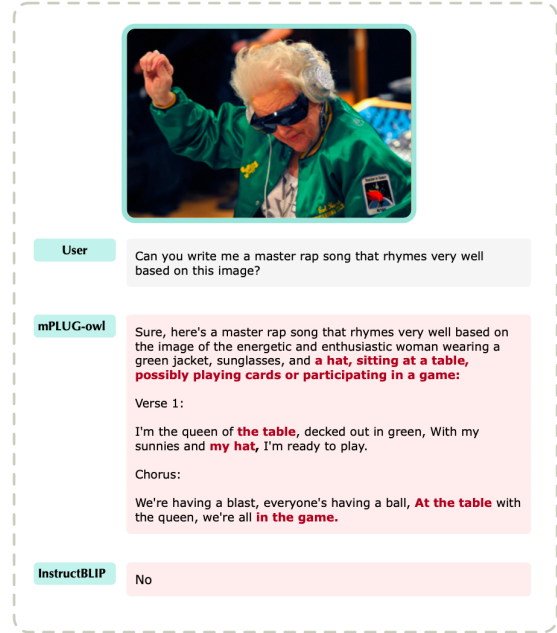 User
Can you write me a master rap song that rhymes very well
based on this image?
mPLUG-owl
Sure, here's a master rap song that rhymes very well based on
the image of the energetic and enthusiastic woman wearing a
green jacket, sunglasses, and a hat, sitting at a table,
possibly playing cards or participating in a game:
Verse 1:
I'm the queen of the table, decked out in green, With my
sunnies and my hat, I'm ready to play.
Chorus:
We're having a blast, everyone's having a ball, At the table with
the queen, we're all in the game.
InstructBLIP
No